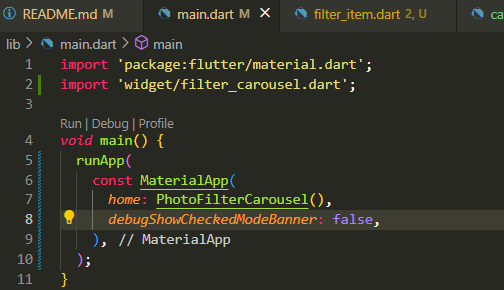 README.md M
main.dart M
filter_item.dart 2, U
ca
lib > main.dart > main
1 import 'package:flutter/material.dart';
2 import 'widget/filter_carousel.dart';
3
Run | Debug | Profile
4 void main() {
5 runApp(
6 const MaterialApp(
7 home: PhotoFilterCarousel(),
8 debugShowCheckedModeBanner: false,
9 ), // MaterialApp
10 );
11 }